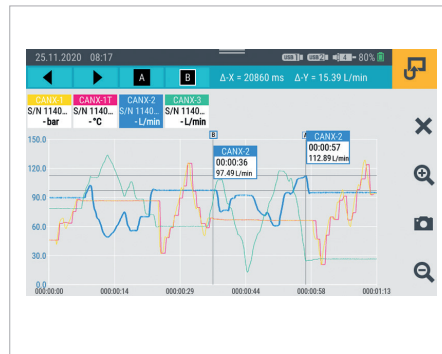 25.11.2020 08:17 USB1 USB2 4 80%
A B Δ-X = 20860 ms Δ-Y = 15.39 L/min
CANX-1 CANX-1T CANX-2 CANX-3
S/N 1140... S/N 1140... S/N 1140... S/N 1140...
-bar -°C -L/min -L/min
150.0
B A
CANX-2 CANX-2
00:00:36 00:00:57
97.49 L/min 112.89 L/min
120.0
90.0
60.0
30.0
0.0
000:00:00 000:00:14 000:00:29 000:00:44 000:00:58 000:01:13